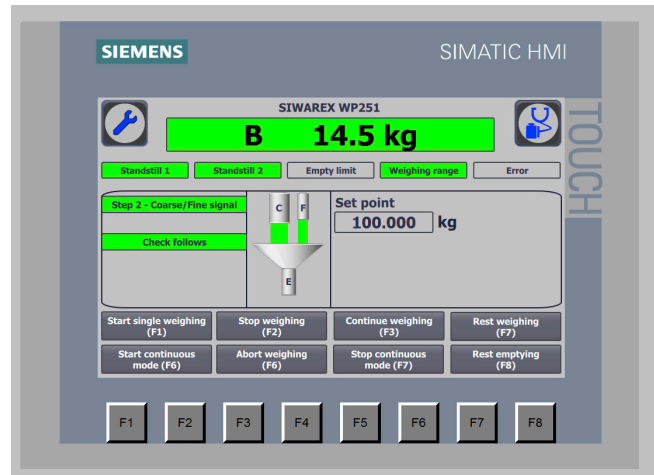 SIEMENS
SIMATIC HMI
TOUCH
SIWAREX WP251
B 14.5 kg
Standstill 1
Standstill 2
Empty limit
Weighing range
Error
Step 2 - Coarse/Fine signal
Check follows
C
F
E
Set point
100.000 kg
Start single weighing
(F1)
Stop weighing
(F2)
Continue weighing
(F3)
Rest weighing
(F7)
Start continuous
mode (F6)
Abort weighing
(F6)
Stop continuous
mode (F7)
Rest emptying
(F8)
F1
F2
F3
F4
F5
F6
F7
F8